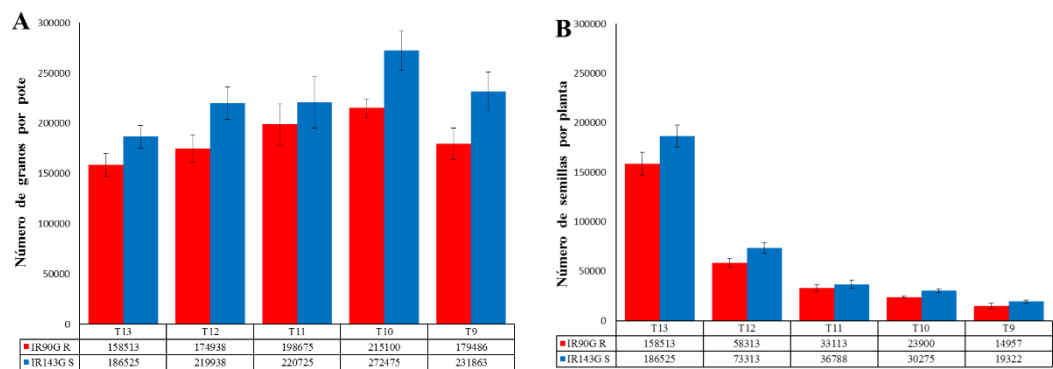 A
Número de granos por pote
300000
250000
200000
150000
100000
50000
0
T13 T12 T11 T10 T9
IR90G R 158513 174938 198675 215100 179486
IR143G S 186525 219938 220725 272475 231863
B
Número de semillas por planta
300000
250000
200000
150000
100000
50000
0
T13 T12 T11 T10 T9
IR90G R 158513 58313 33113 23900 14957
IR143G S 186525 73313 36788 30275 19322